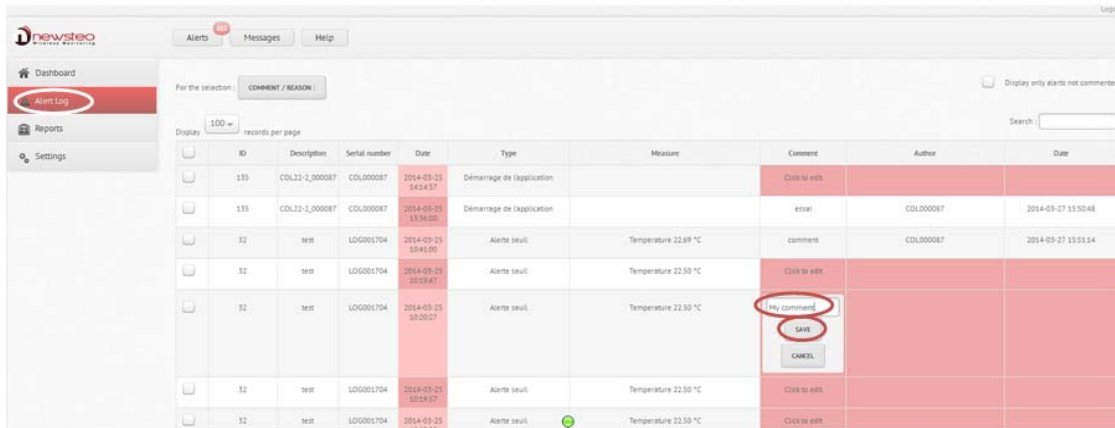 newsteo
Wireless Monitoring
Alerts
Messages
Help
Dashboard
Alert Log
Reports
Settings
For the selection :
COMMENT / REASON :
Display only alerts not commente
Display 100 records per page
Search :
ID Description Serial number Date Type Measure Comment Author Date
135 COL22-2_000087 COL000087 2014-03-25 Démarrage de l'application Click to edit
14:14:37
135 COL22-2_000087 COL000087 2014-03-25 Démarrage de l'application essai COL000087 2014-03-27 13:50:48
13:56:00
32 test LOG001704 2014-03-25 Alerte seuil Temperature 22.69 °C comment COL000087 2014-03-27 13:51:14
10:41:00
32 test LOG001704 2014-03-25 Alerte seuil Temperature 22.50 °C Click to edit
10:19:47
32 test LOG001704 2014-03-25 Alerte seuil Temperature 22.50 °C My comment
10:20:27
SAVE
CANCEL
32 test LOG001704 2014-03-25 Alerte seuil Temperature 22.50 °C Click to edit
10:19:37
32 test LOG001704 2014-03-25 Alerte seuil Temperature 22.50 °C Click to edit